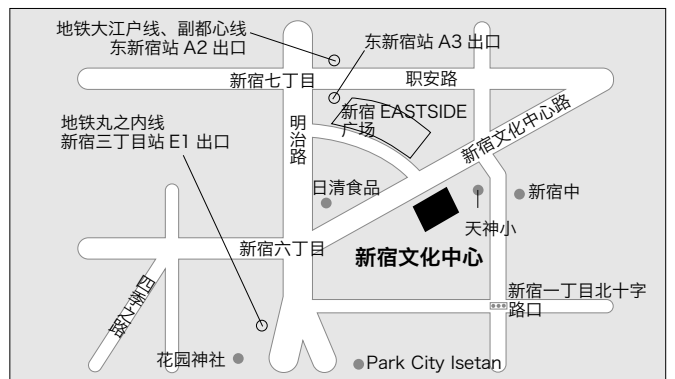 地铁大江户线、副都心线
东新宿站 A2 出口
东新宿站 A3 出口
新宿七丁目
职安路
地铁丸之内线
新宿三丁目站 E1 出口
明治路
新宿 EASTSIDE
广场
新宿文化中心路
日清食品
新宿中
天神小
新宿六丁目
新宿文化中心
四季之路
新宿一丁目北十字
路口
花园神社
Park City Isetan